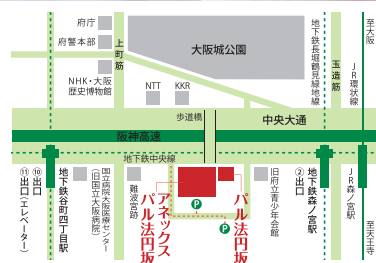 府庁
府警本部
上町筋
NHK・大阪
歴史博物館
大阪城公園
NTT
KKR
歩道橋
中央大通
阪神高速
地下鉄中央線
地下鉄長堀鶴見緑地線
玉造筋
JR環状線
至大阪
⑩出口
⑪出口(エレベーター)
地下鉄谷町四丁目駅
国立病院大阪医療センター
(旧国立大阪病院)
難波宮跡
アネックス
パル法円坂
P
P
パル法円坂
旧府立青少年会館
②出口
地下鉄森ノ宮駅
JR森ノ宮駅
至天王寺